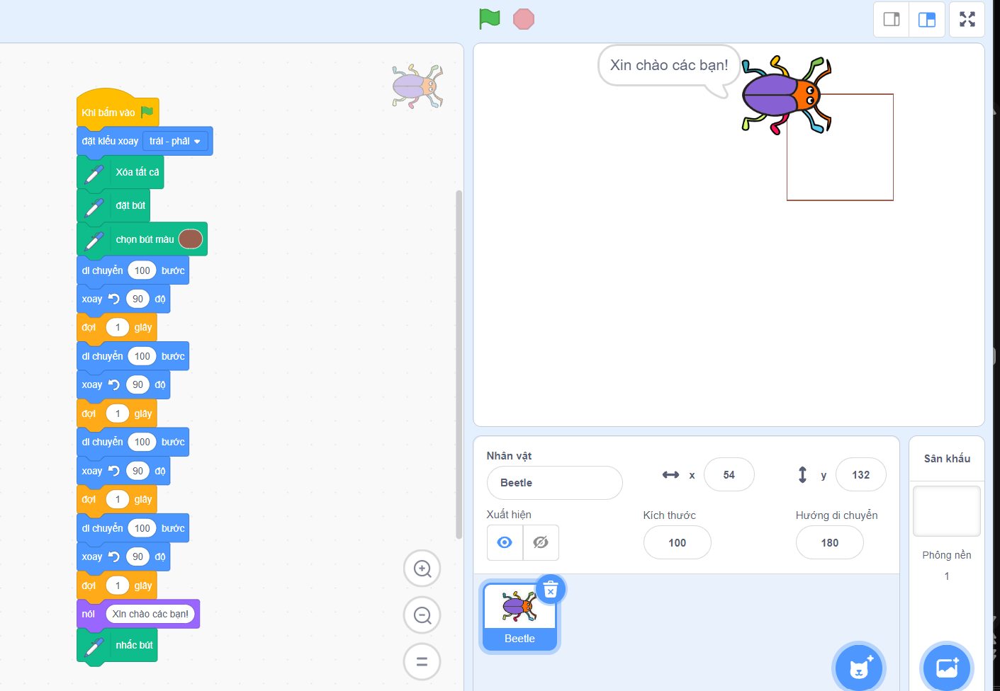 Khi bấm vào
đặt kiểu xoay trái - phải
Xóa tất cả
đặt bút
chọn bút màu
di chuyển 100 bước
xoay 90 độ
đợi 1 giây
di chuyển 100 bước
xoay 90 độ
đợi 1 giây
di chuyển 100 bước
xoay 90 độ
đợi 1 giây
di chuyển 100 bước
xoay 90 độ
đợi 1 giây
nói Xin chào các bạn!
nhấc bút
Xin chào các bạn!
Nhân vật
Beetle
x 54
y 132
Xuất hiện
Kích thước
100
Hướng di chuyển
180
Beetle
Sân khấu
Phông nền
1